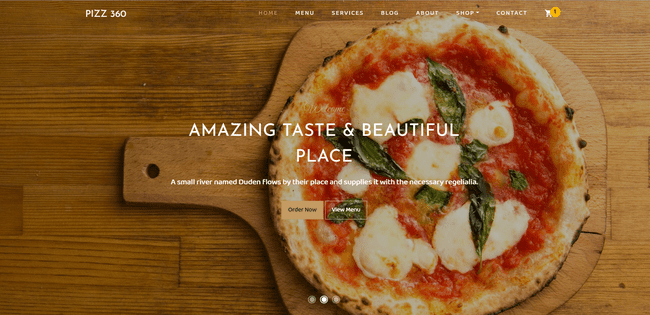 PIZZ 360
HOME MENU SERVICES BLOG ABOUT SHOP CONTACT 1
Welcome
AMAZING TASTE & BEAUTIFUL
PLACE
A small river named Duden flows by their place and supplies it with the necessary regelialia.
Order Now View Menu